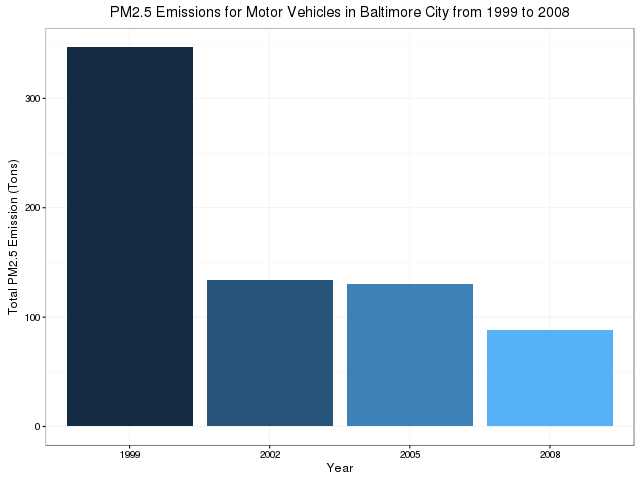 PM2.5 Emissions for Motor Vehicles in Baltimore City from 1999 to 2008
Total PM2.5 Emission (Tons)
300
200
100
0
1999 2002 2005 2008
Year